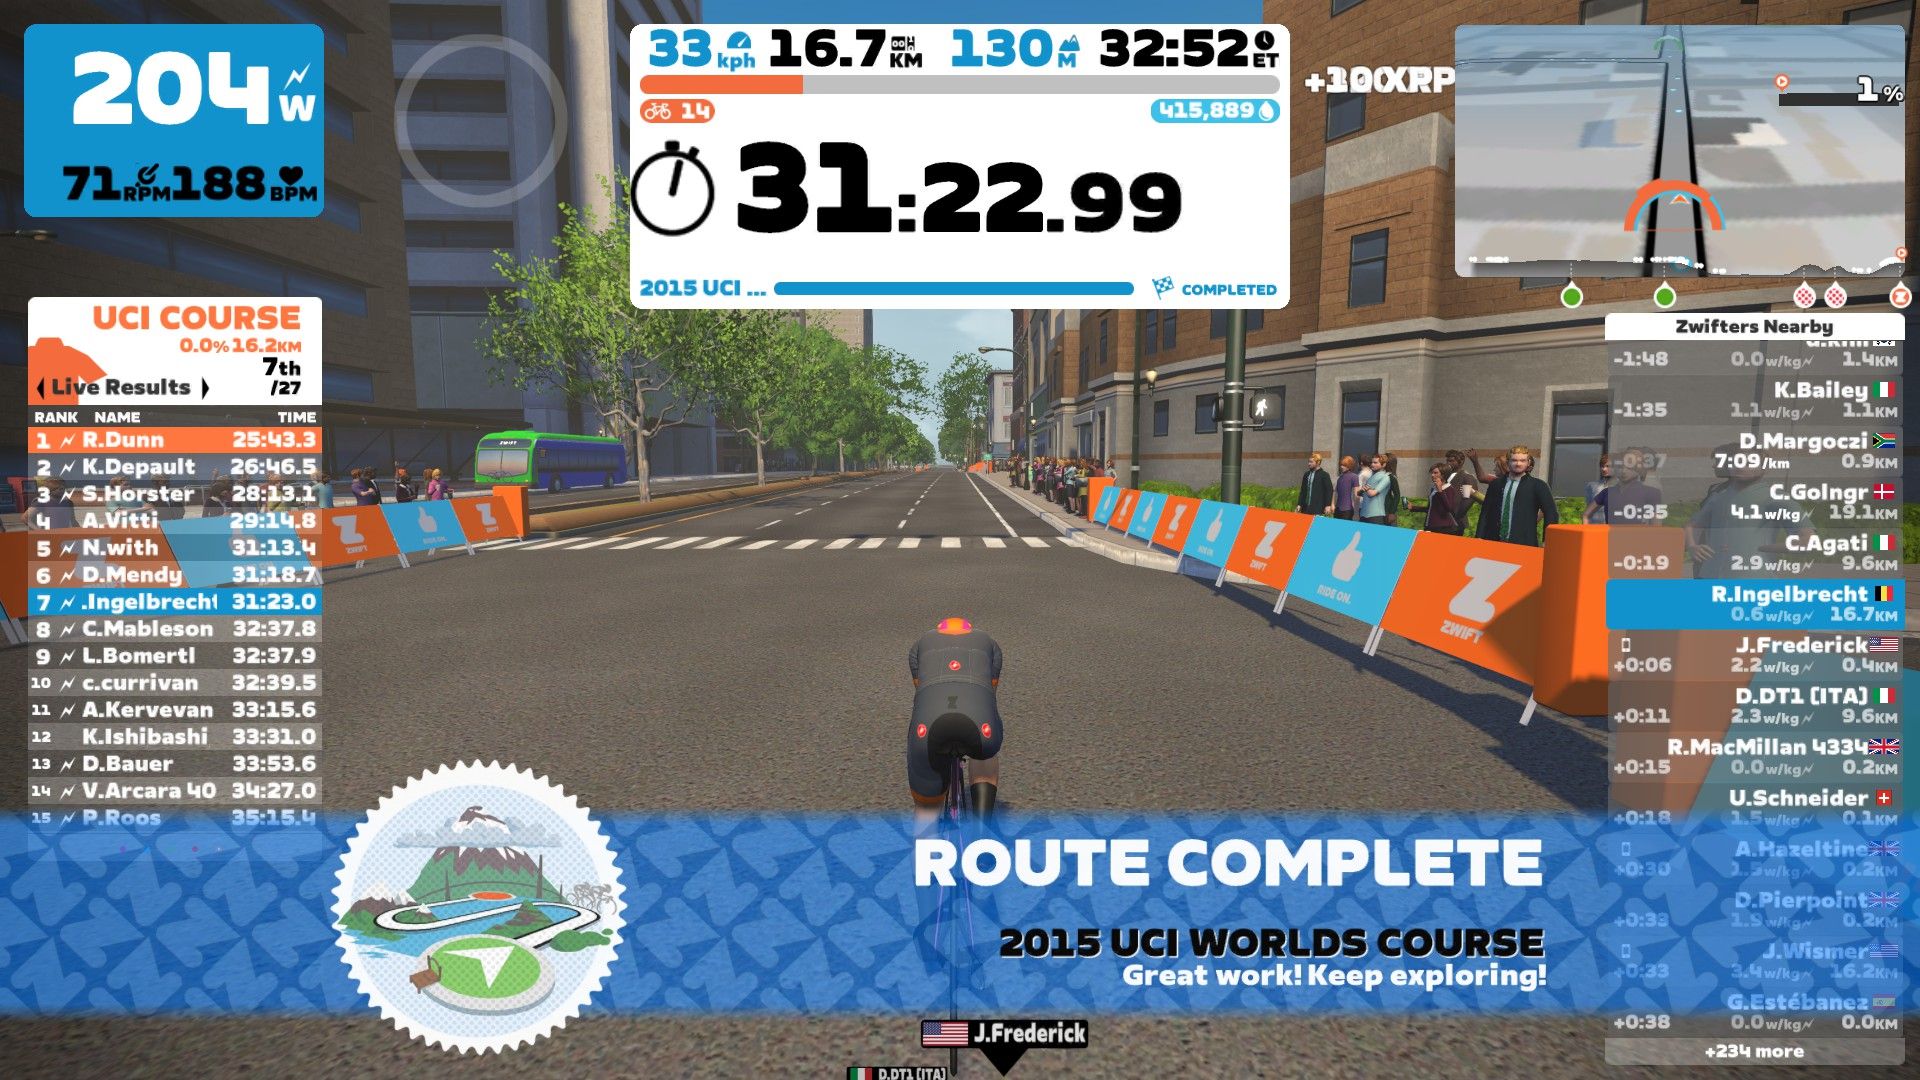 204 W
71 RPM 188 BPM
33 kph 16.7 KM 130 M 32:52 ET
14 415,889
31:22.99
2015 UCI ... COMPLETED
1%
UCI COURSE
0.0% 16.2KM
7th
/27
Live Results
RANK NAME TIME
1 R.Dunn 25:43.3
2 K.Depault 26:46.5
3 S.Horster 28:13.1
4 A.Vitti 29:14.8
5 N.with 31:13.4
6 D.Mendy 31:18.7
7 .Ingelbrecht 31:23.0
8 C.Mableson 32:37.8
9 L.Bomertl 32:37.9
10 c.currivan 32:39.5
11 A.Kervevan 33:15.6
12 K.Ishibashi 33:31.0
13 D.Bauer 33:53.6
14 V.Arcara 40 34:27.0
15 P.Roos 35:15.4
Zwifters Nearby
-1:48 0.0w/kg 1.4KM
K.Bailey
-1:35 1.1w/kg 1.1KM
D.Margoczi
-0:37 7:09/km 0.9KM
C.Golngr
-0:35 4.1w/kg 19.1KM
C.Agati
-0:19 2.9w/kg 9.6KM
R.Ingelbrecht
0.6w/kg 16.7KM
J.Frederick
+0:06 2.2w/kg 0.4KM
D.DT1 [ITA]
+0:11 2.3w/kg 9.6KM
R.MacMillan 4334
+0:15 0.0w/kg 0.2KM
U.Schneider
+0:18 1.5w/kg 0.1KM
A.Hazeltine
+0:30 0.2KM
D.Pierpoint
+0:33 1.9w/kg 0.2KM
J.Wismer
+0:33 3.4w/kg 16.2KM
G.Estébanez
+0:38 0.0w/kg 0.0KM
+234 more
ZWIFT
ZWIFT
RIDE ON.
ZWIFT
ZWIFT
RIDE ON.
ZWIFT
ROUTE COMPLETE
2015 UCI WORLDS COURSE
Great work! Keep exploring!
J.Frederick
D.DT1 [ITA]